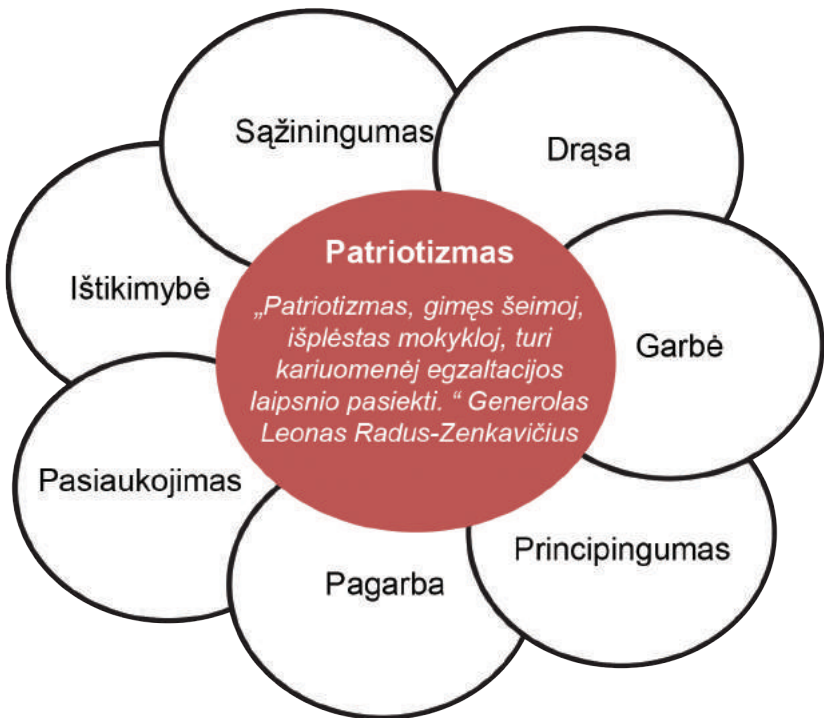 Sąžiningumas
Drąsa
Ištikimybė
Patriotizmas
„Patriotizmas, gimęs šeimoj,
išplėstas mokykloj, turi
kariuomenėj egzaltacijos
laipsnio pasiekti. “ Generolas
Leonas Radus-Zenkavičius
Garbė
Pasiaukojimas
Principingumas
Pagarba